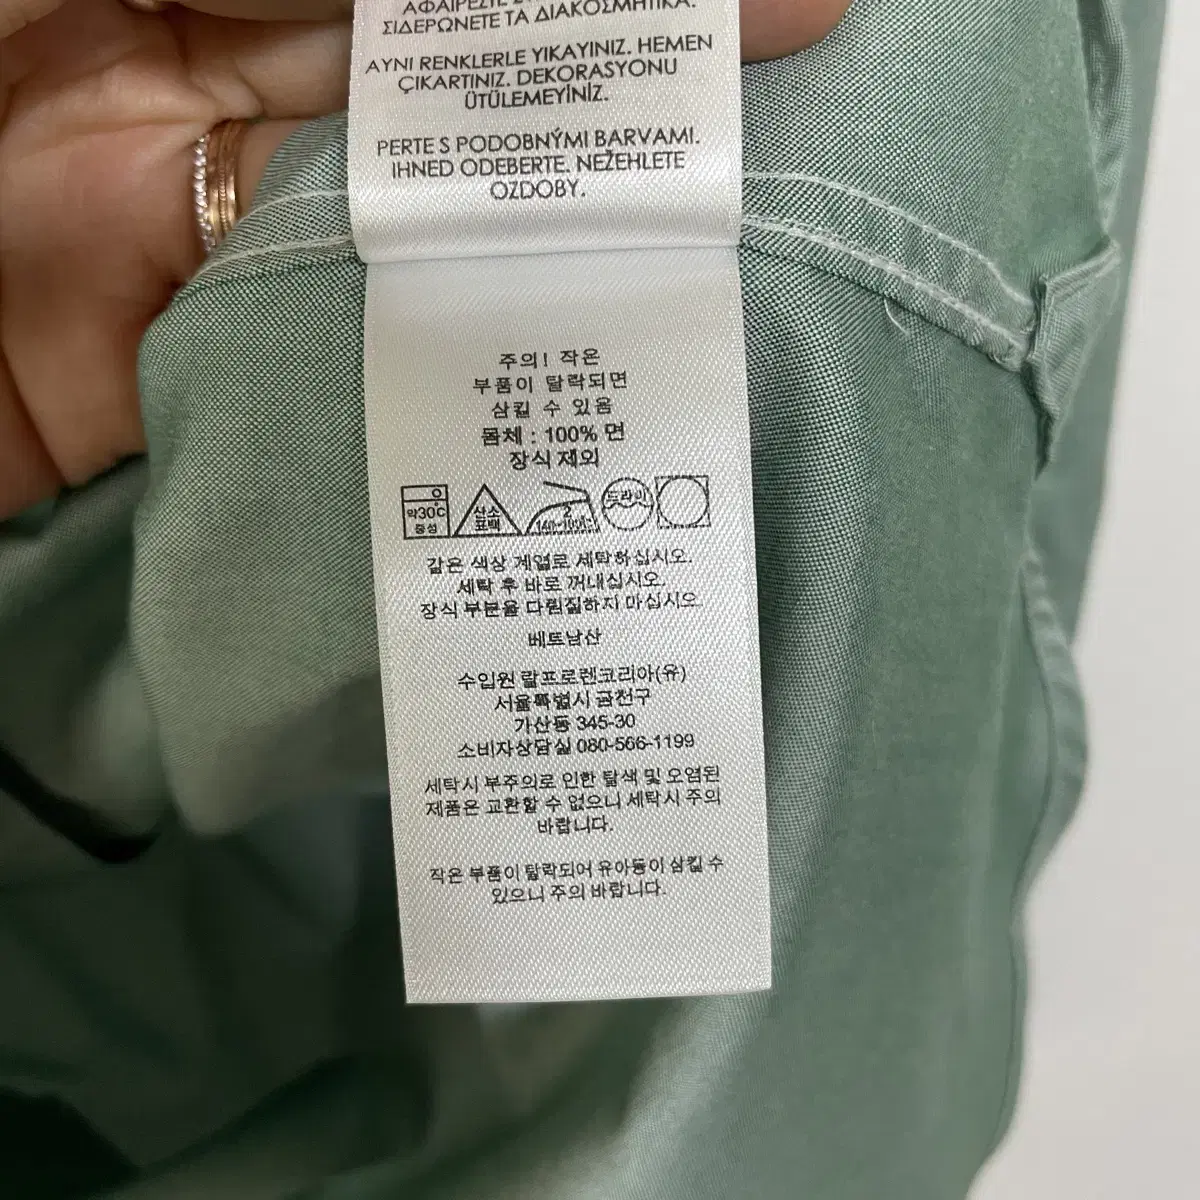 ΣΙΔΕΡΩΝΕΤΕ ΤΑ ΔΙΑΚΟΣΜΗΤΙΚΑ.
AYNI RENKLERLE YIKAYINIZ. HEMEN
ÇIKARTINIZ. DEKORASYONU
ÜTÜLEMEYİNİZ.
PERTE S PODOBNÝMI BARVAMI.
IHNED ODEBERTE. NEŽEHLETE
OZDOBY.
주의! 작은
부품이 탈락되면
삼킬 수 있음
몸체 : 100% 면
장식 제외
약30℃
중성
산소
표백
2
140-160℃
드라이
같은 색상 계열로 세탁하십시오.
세탁 후 바로 꺼내십시오.
장식 부분을 다림질하지 마십시오.
베트남산
수입원 랄프로렌코리아(유)
서울특별시 금천구
가산동 345-30
소비자상담실 080-566-1199
세탁시 부주의로 인한 탈색 및 오염된
제품은 교환할 수 없으니 세탁시 주의
바랍니다.
작은 부품이 탈락되어 유아등이 삼킬 수
있으니 주의 바랍니다.